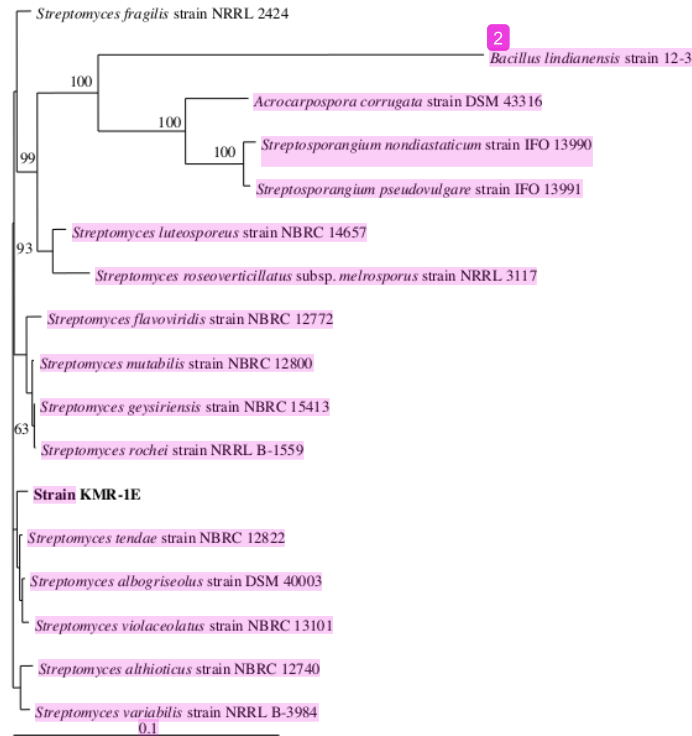 Streptomyces fragilis strain NRRL 2424
2
Bacillus lindianensis strain 12-3
100
Acrocarpospora corrugata strain DSM 43316
100
Streptosporangium nondiastaticum strain IFO 13990
100
99
Streptosporangium pseudovulgare strain IFO 13991
Streptomyces luteosporeus strain NBRC 14657
93
Streptomyces roseoverticillatus subsp. melrosporus strain NRRL 3117
Streptomyces flavoviridis strain NBRC 12772
Streptomyces mutabilis strain NBRC 12800
Streptomyces geysiriensis strain NBRC 15413
63
Streptomyces rochei strain NRRL B-1559
Strain KMR-1E
Streptomyces tendae strain NBRC 12822
Streptomyces albogriseolus strain DSM 40003
Streptomyces violaceolatus strain NBRC 13101
Streptomyces althioticus strain NBRC 12740
Streptomyces variabilis strain NRRL B-3984
0.1